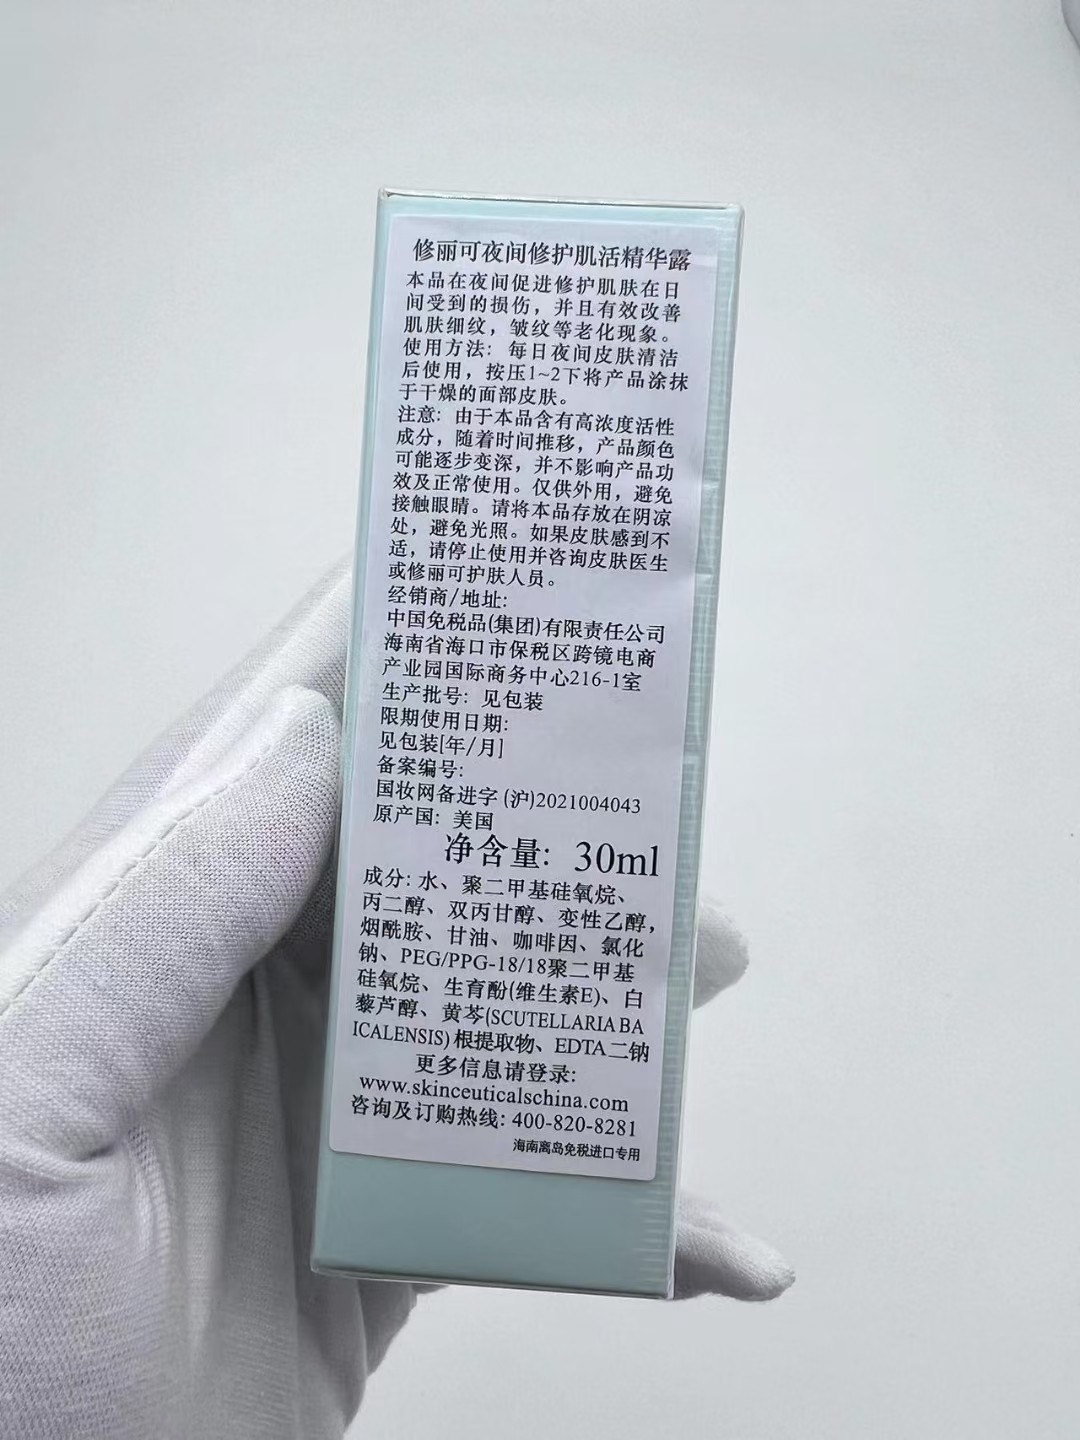 修丽可夜间修护肌活精华露
本品在夜间促进修护肌肤在日
间受到的损伤，并且有效改善
肌肤细纹，皱纹等老化现象。
使用方法：每日夜间皮肤清洁
后使用，按压1~2下将产品涂抹
于干燥的面部皮肤。
注意：由于本品含有高浓度活性
成分，随着时间推移，产品颜色
可能逐步变深，并不影响产品功
效及正常使用。仅供外用，避免
接触眼睛。请将本品存放在阴凉
处，避免光照。如果皮肤感到不
适，请停止使用并咨询皮肤医生
或修丽可护肤人员。
经销商/地址:
中国免税品(集团)有限责任公司
海南省海口市保税区跨镜电商
产业园国际商务中心216-1室
生产批号：见包装
限期使用日期:
见包装[年/月]
备案编号:
国妆网备进字 (沪)2021004043
原产国：美国
净含量：30ml
成分: 水、聚二甲基硅氧烷、
丙二醇、双丙甘醇、变性乙醇，
烟酰胺、甘油、咖啡因、氯化
钠、PEG/PPG-18/18聚二甲基
硅氧烷、生育酚(维生素E)、白
藜芦醇、黄芩(SCUTELLARIA BA
ICALENSIS) 根提取物、EDTA二钠
更多信息请登录:
www.skinceuticalschina.com
咨询及订购热线: 400-820-8281
海南离岛免税进口专用